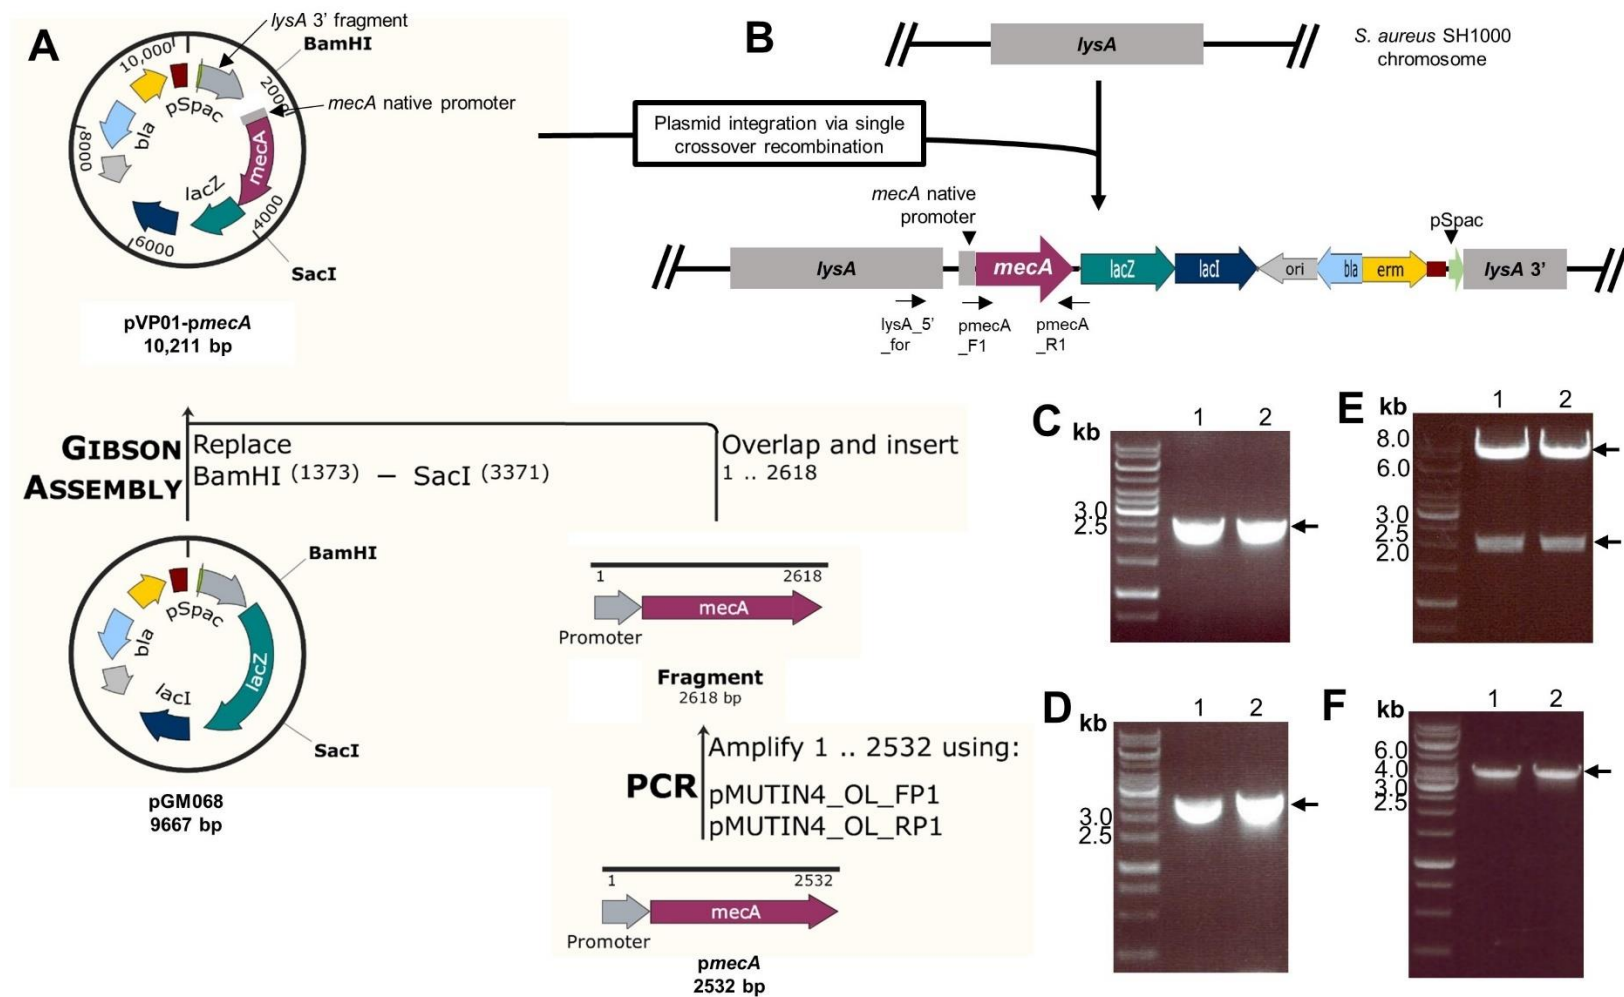 A
lysA 3’ fragment
BamHI
10,000
2000
pSpac
mecA native promoter
bla
mecA
8000
lacZ
4000
6000
SacI
pVP01-pmecA
10,211 bp
GIBSON
ASSEMBLY
Replace
BamHI (1373) – SacI (3371)
Overlap and insert
1 .. 2618
BamHI
pSpac
bla
lacZ
lacI
SacI
pGM068
9667 bp
1 2618
mecA
Promoter
Fragment
2618 bp
PCR
Amplify 1 .. 2532 using:
pMUTIN4_OL_FP1
pMUTIN4_OL_RP1
1 2532
mecA
Promoter
pmecA
2532 bp
B
lysA
S. aureus SH1000
chromosome
Plasmid integration via single
crossover recombination
mecA native
promoter
pSpac
lysA
mecA
lacZ
lacI
ori
bla
erm
lysA 3’
lysA_5’
_for
pmecA
_F1
pmecA
_R1
C
kb
1 2
3.0
2.5
E
kb
1 2
8.0
6.0
3.0
2.5
2.0
D
kb
1 2
3.0
2.5
F
kb
1 2
6.0
4.0
3.0
2.5